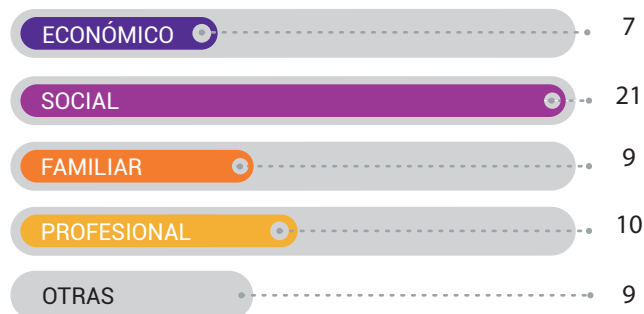 ECONÓMICO 7
SOCIAL 21
FAMILIAR 9
PROFESIONAL 10
OTRAS 9